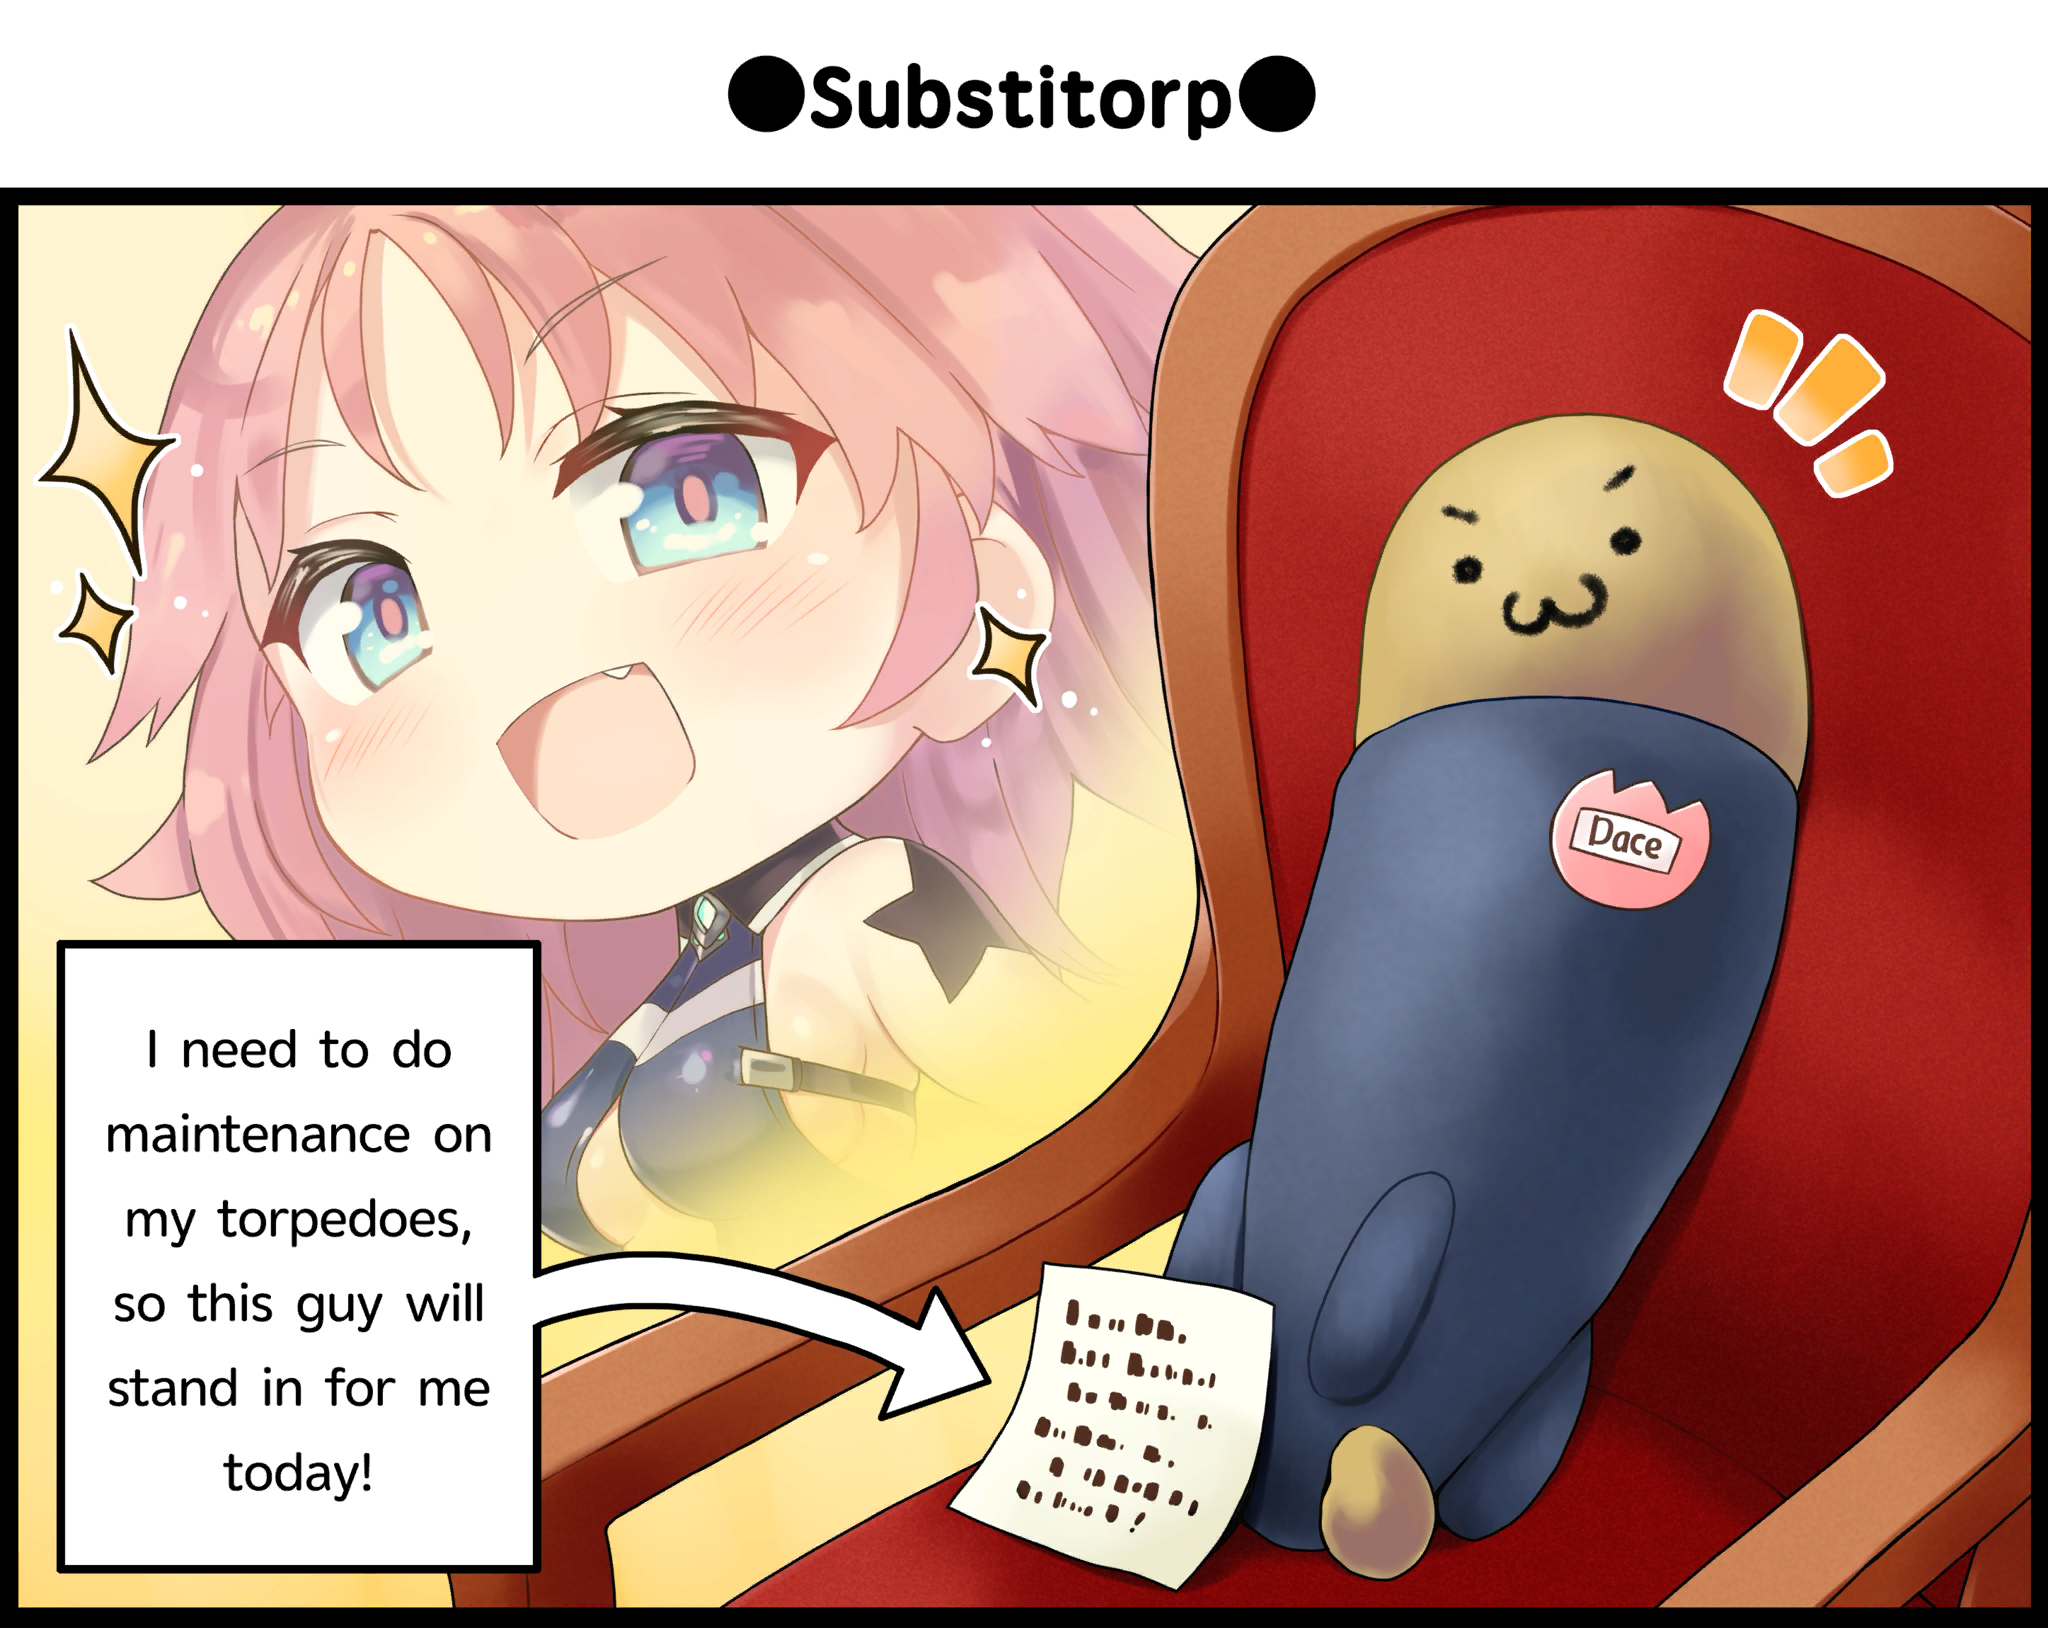 ●Substitorp●
I need to do
maintenance on
my torpedoes,
so this guy will
stand in for me
today!
Dace